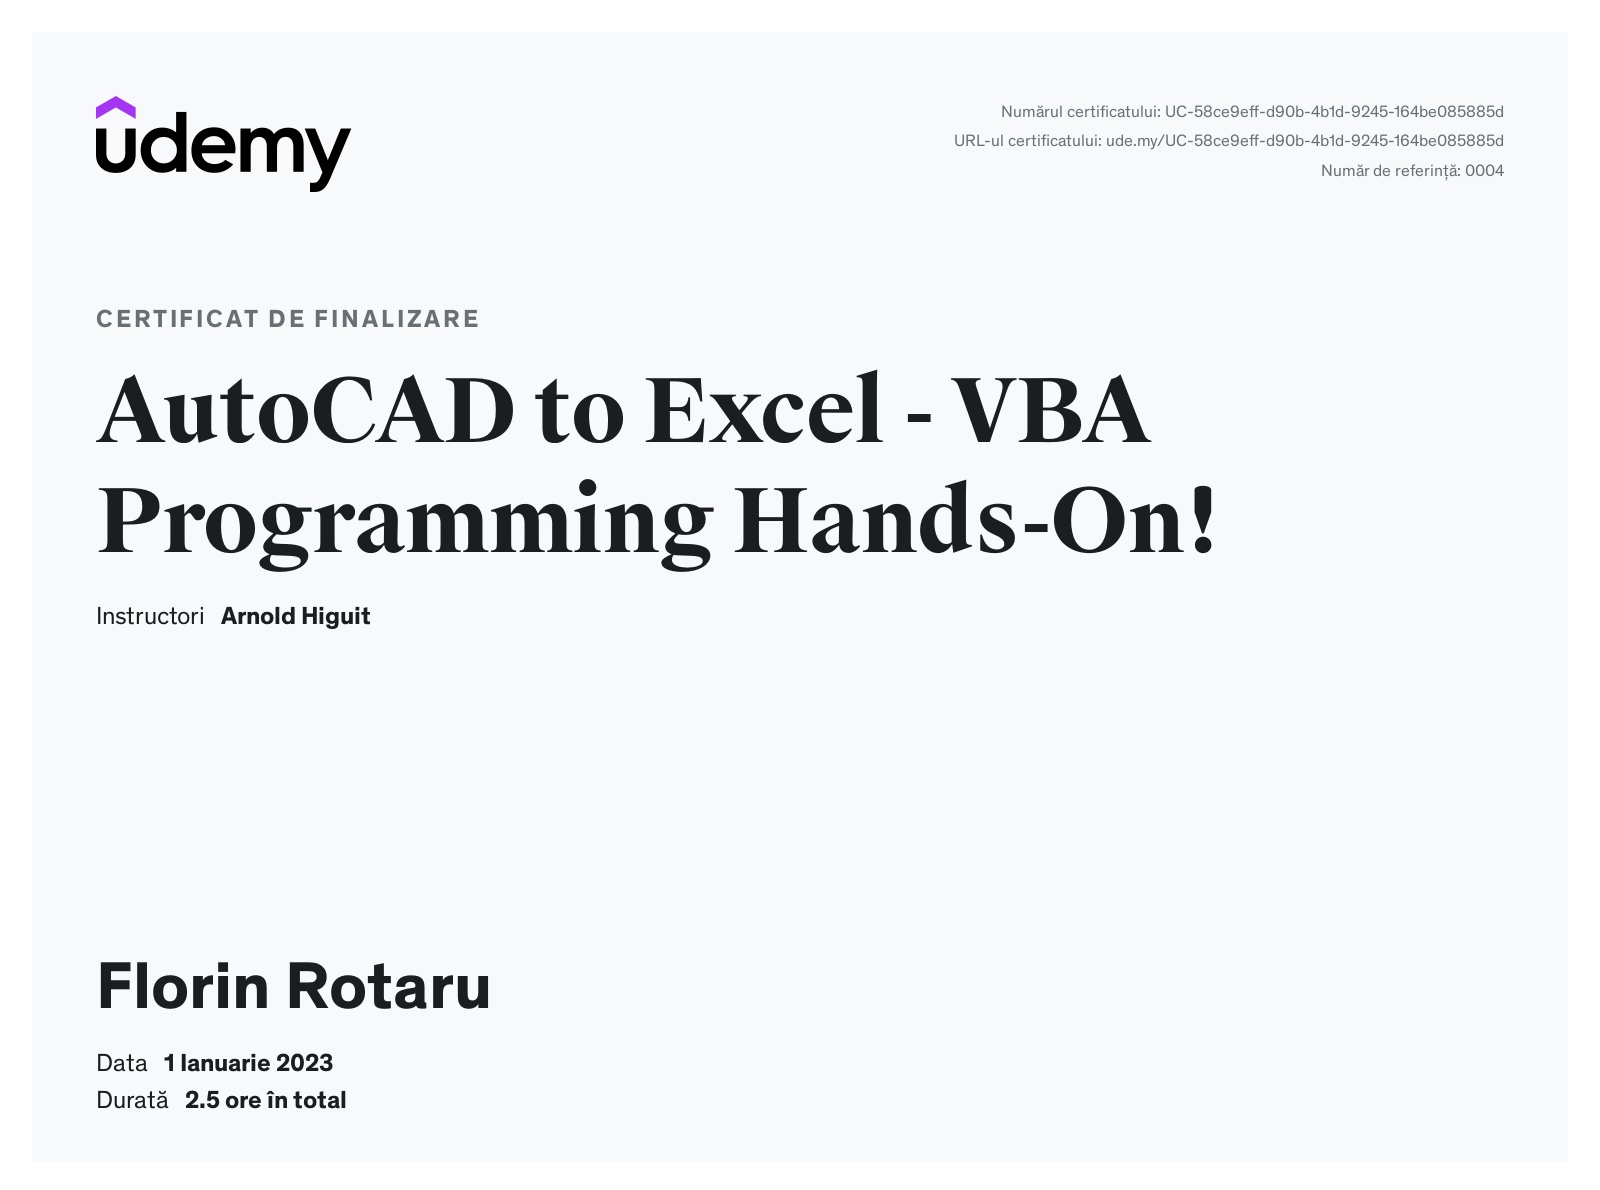 udemy
Numărul certificatului: UC-58ce9eff-d90b-4b1d-9245-164be085885d
URL-ul certificatului: ude.my/UC-58ce9eff-d90b-4b1d-9245-164be085885d
Număr de referință: 0004
CERTIFICAT DE FINALIZARE
AutoCAD to Excel - VBA
Programming Hands-On!
Instructori Arnold Higuit
Florin Rotaru
Data 1 Ianuarie 2023
Durată 2.5 ore în total